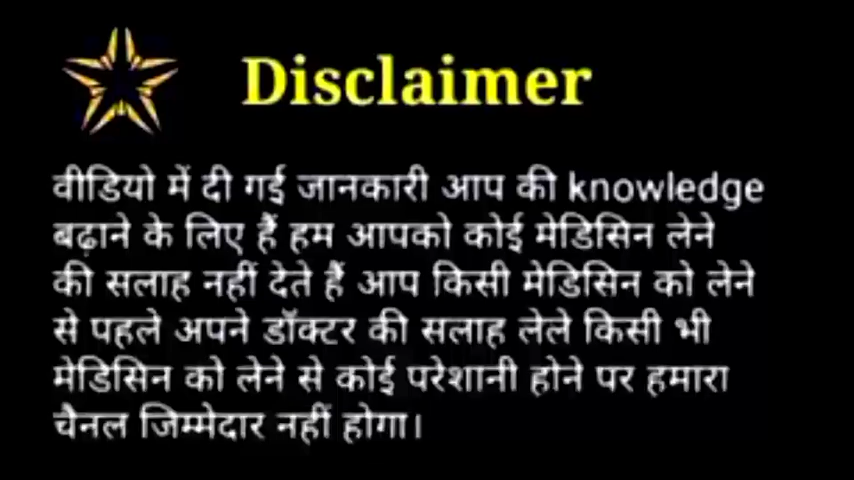 Disclaimer
वीडियो में दी गई जानकारी आप की knowledge
बढ़ाने के लिए हैं हम आपको कोई मेडिसिन लेने
की सलाह नहीं देते हैं आप किसी मेडिसिन को लेने
से पहले अपने डॉक्टर की सलाह लेले किसी भी
मेडिसिन को लेने से कोई परेशानी होने पर हमारा
चैनल जिम्मेदार नहीं होगा।